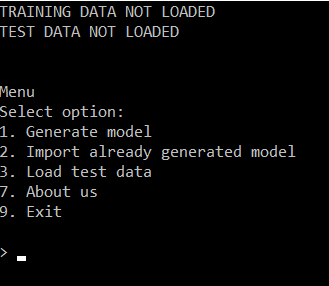 TRAINING DATA NOT LOADED
TEST DATA NOT LOADED
Menu
Select option:
1. Generate model
2. Import already generated model
3. Load test data
7. About us
9. Exit
> _